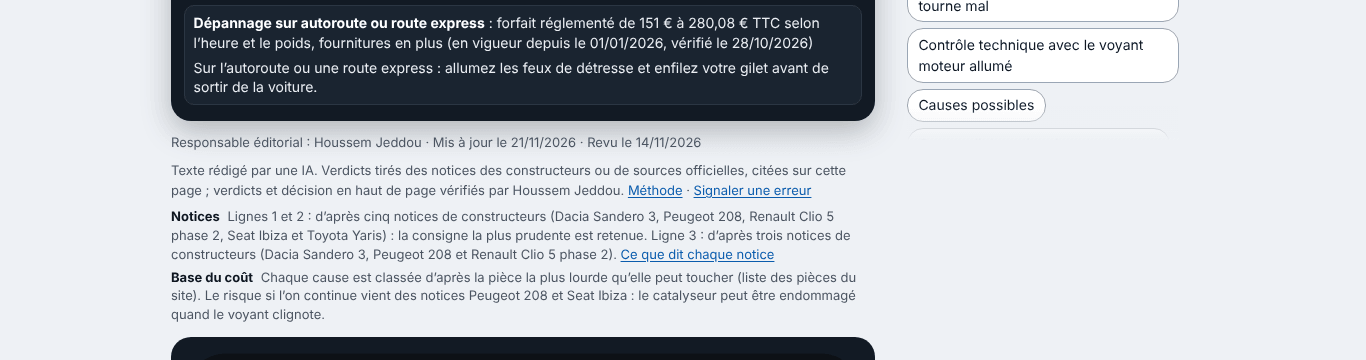 Dépannage sur autoroute ou route express : forfait réglementé de 151 € à 280,08 € TTC selon
l’heure et le poids, fournitures en plus (en vigueur depuis le 01/01/2026, vérifié le 28/10/2026)
Sur l’autoroute ou une route express : allumez les feux de détresse et enfilez votre gilet avant de
sortir de la voiture.
Responsable éditorial : Houssem Jeddou · Mis à jour le 21/11/2026 · Revu le 14/11/2026
Texte rédigé par une IA. Verdicts tirés des notices des constructeurs ou de sources officielles, citées sur cette
page ; verdicts et décision en haut de page vérifiés par Houssem Jeddou. Méthode · Signaler une erreur
Notices Lignes 1 et 2 : d’après cinq notices de constructeurs (Dacia Sandero 3, Peugeot 208, Renault Clio 5
phase 2, Seat Ibiza et Toyota Yaris) : la consigne la plus prudente est retenue. Ligne 3 : d’après trois notices de
constructeurs (Dacia Sandero 3, Peugeot 208 et Renault Clio 5 phase 2). Ce que dit chaque notice
Base du coût Chaque cause est classée d’après la pièce la plus lourde qu’elle peut toucher (liste des pièces du
site). Le risque si l’on continue vient des notices Peugeot 208 et Seat Ibiza : le catalyseur peut être endommagé
quand le voyant clignote.
tourne mal
Contrôle technique avec le voyant
moteur allumé
Causes possibles